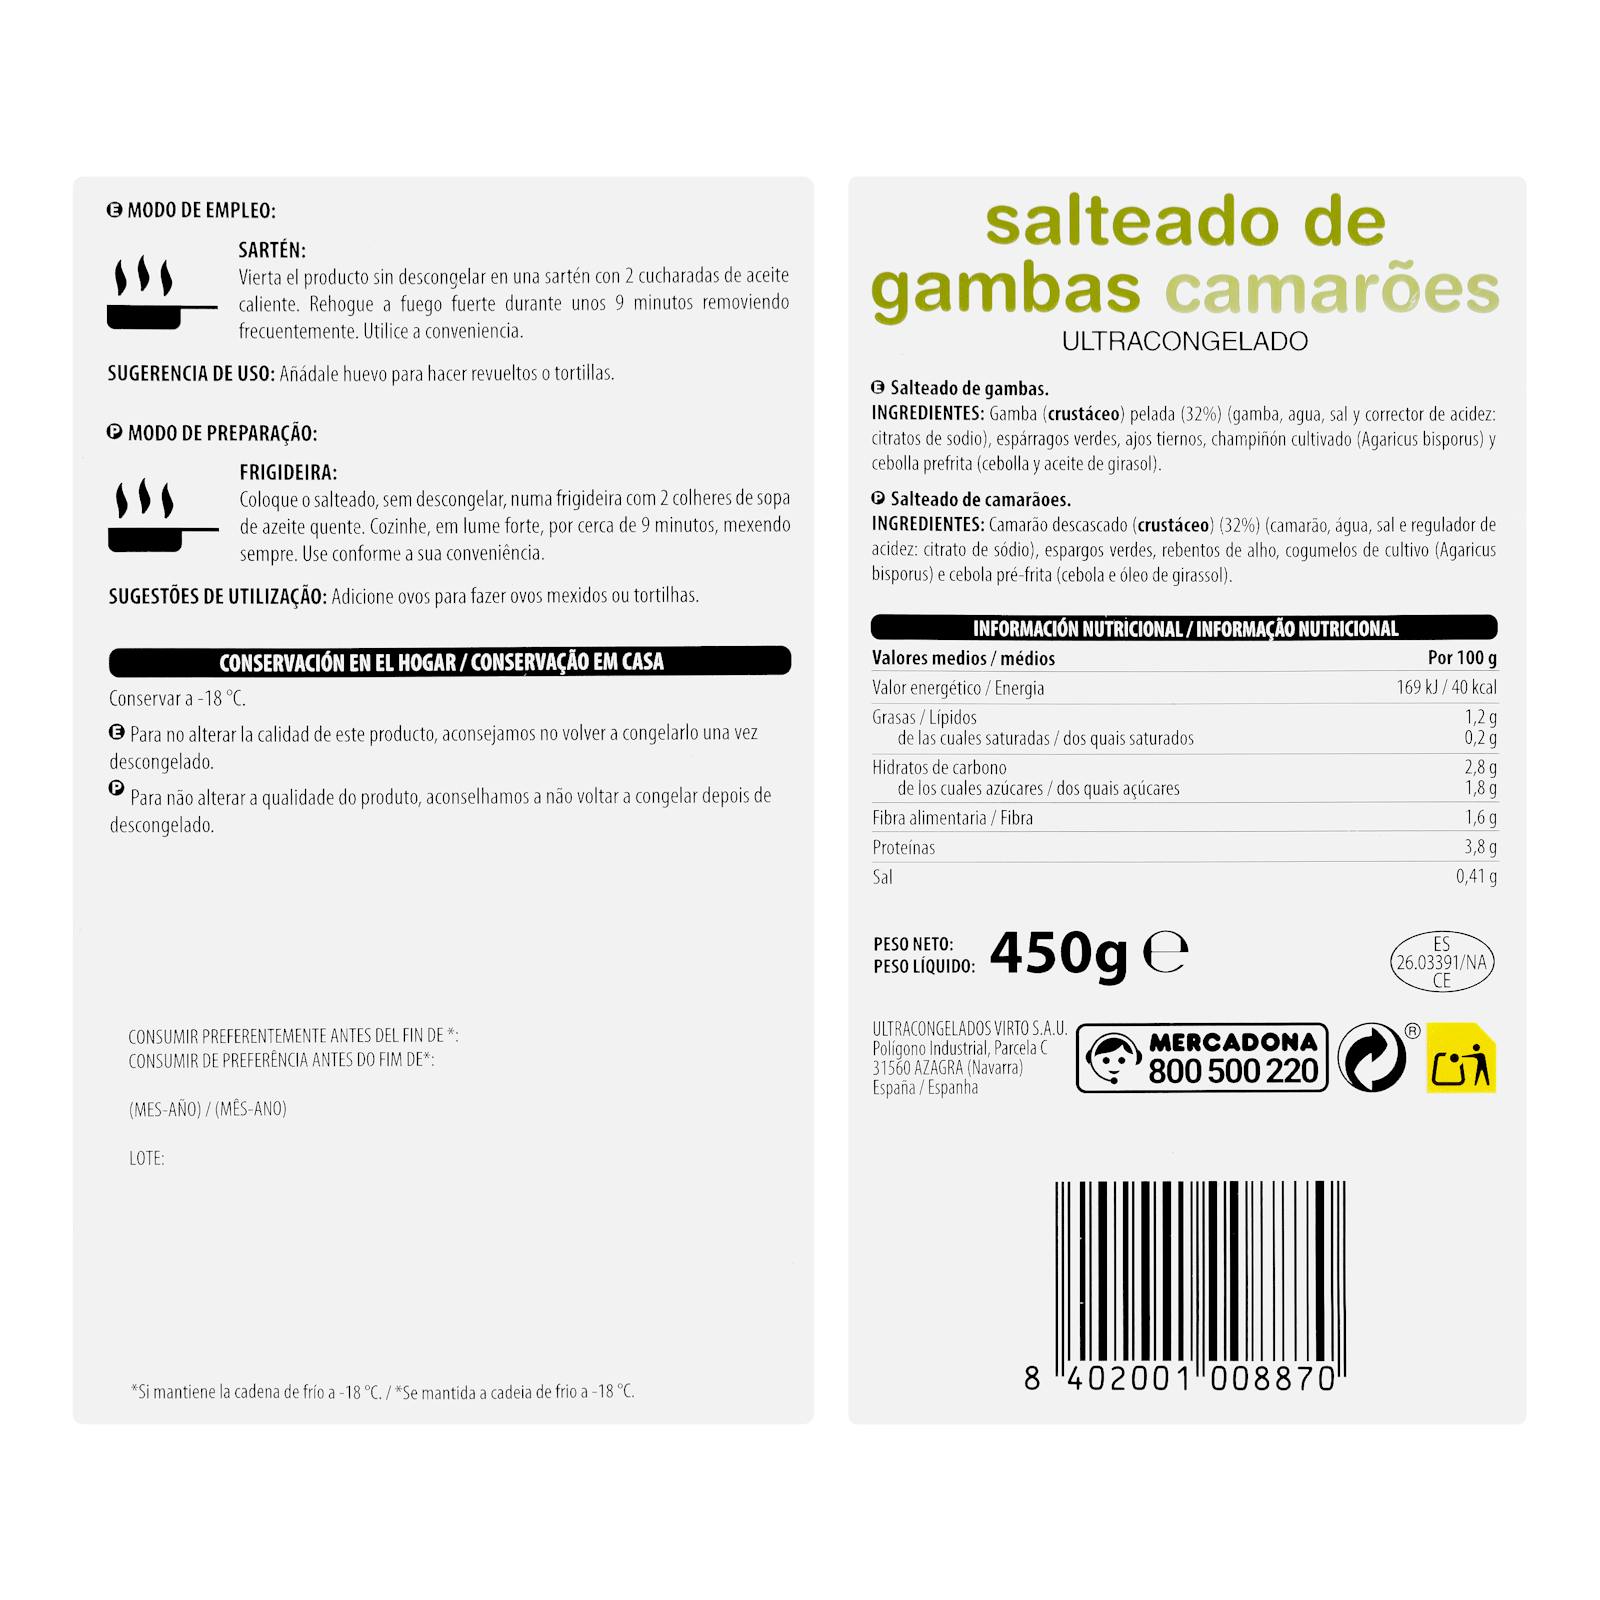 E MODO DE EMPLEO:
SARTÉN:
Vierta el producto sin descongelar en una sartén con 2 cucharadas de aceite
caliente. Rehogue a fuego fuerte durante unos 9 minutos removiendo
frecuentemente. Utilice a conveniencia.
SUGERENCIA DE USO: Añádale huevo para hacer revueltos o tortillas.
P MODO DE PREPARAÇÃO:
FRIGIDEIRA:
Coloque o salteado, sem descongelar, numa frigideira com 2 colheres de sopa
de azeite quente. Cozinhe, em lume forte, por cerca de 9 minutos, mexendo
sempre. Use conforme a sua conveniência.
SUGESTÕES DE UTILIZAÇÃO: Adicione ovos para fazer ovos mexidos ou tortilhas.
CONSERVACIÓN EN EL HOGAR / CONSERVAÇÃO EM CASA
Conservar a -18 °C.
E Para no alterar la calidad de este producto, aconsejamos no volver a congelarlo una vez
descongelado.
P Para não alterar a qualidade do produto, aconselhamos a não voltar a congelar depois de
descongelado.
CONSUMIR PREFERENTEMENTE ANTES DEL FIN DE *:
CONSUMIR DE PREFERÊNCIA ANTES DO FIM DE*:
(MES-AÑO) / (MÊS-ANO)
LOTE:
*Si mantiene la cadena de frío a -18 °C. / *Se mantida a cadeia de frio a -18 °C.
salteado de
gambas camarões
ULTRACONGELADO
E Salteado de gambas.
INGREDIENTES: Gamba (crustáceo) pelada (32%) (gamba, agua, sal y corrector de acidez:
citratos de sodio), espárragos verdes, ajos tiernos, champiñón cultivado (Agaricus bisporus) y
cebolla prefrita (cebolla y aceite de girasol).
P Salteado de camarãoes.
INGREDIENTES: Camarão descascado (crustáceo) (32%) (camarão, água, sal e regulador de
acidez: citrato de sódio), espargos verdes, rebentos de alho, cogumelos de cultivo (Agaricus
bisporus) e cebola pré-frita (cebola e óleo de girassol).
INFORMACIÓN NUTRICIONAL / INFORMAÇÃO NUTRICIONAL
Valores medios / médios Por 100 g
Valor energético / Energia 169 kJ / 40 kcal
Grasas / Lípidos 1,2 g
de las cuales saturadas / dos quais saturados 0,2 g
Hidratos de carbono 2,8 g
de los cuales azúcares / dos quais açúcares 1,8 g
Fibra alimentaria / Fibra 1,6 g
Proteínas 3,8 g
Sal 0,41 g
PESO NETO:
PESO LÍQUIDO: 450g ℮
ES
26.03391/NA
CE
ULTRACONGELADOS VIRTO S.A.U.
Polígono Industrial, Parcela C
31560 AZAGRA (Navarra)
España / Espanha
MERCADONA
800 500 220
®
8 402001 008870